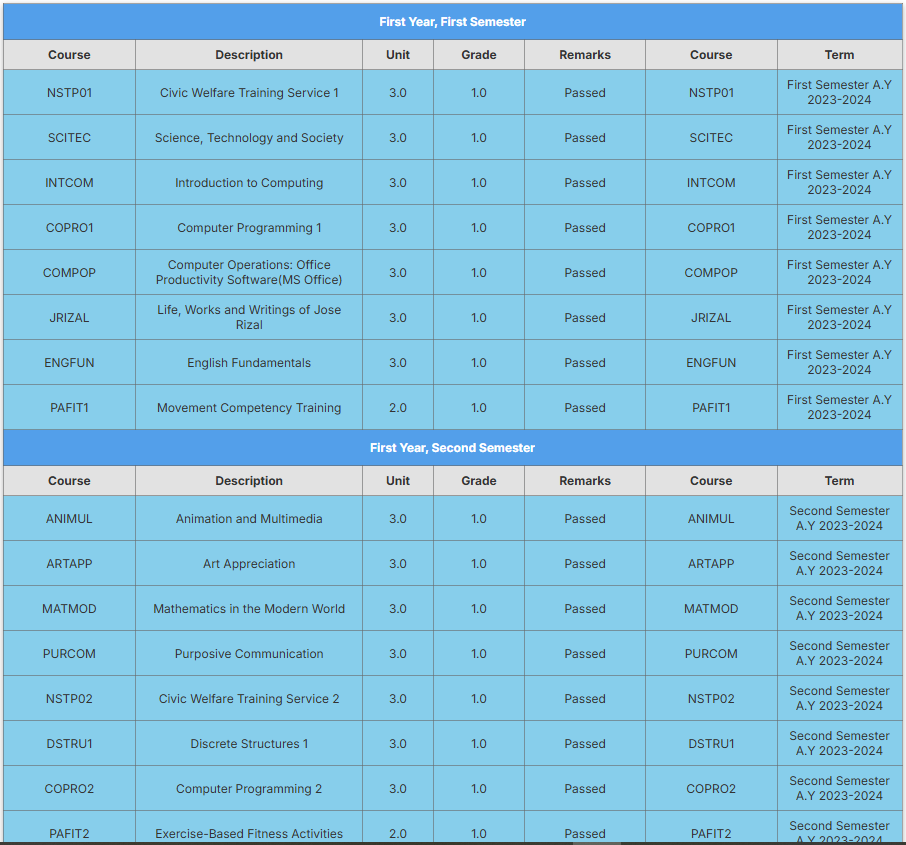 First Year, First Semester
Course Description Unit Grade Remarks Course Term
NSTP01 Civic Welfare Training Service 1 3.0 1.0 Passed NSTP01 First Semester A.Y
2023-2024
SCITEC Science, Technology and Society 3.0 1.0 Passed SCITEC First Semester A.Y
2023-2024
INTCOM Introduction to Computing 3.0 1.0 Passed INTCOM First Semester A.Y
2023-2024
COPRO1 Computer Programming 1 3.0 1.0 Passed COPRO1 First Semester A.Y
2023-2024
COMPOP Computer Operations: Office 3.0 1.0 Passed COMPOP First Semester A.Y
Productivity Software(MS Office) 2023-2024
JRIZAL Life, Works and Writings of Jose 3.0 1.0 Passed JRIZAL First Semester A.Y
Rizal 2023-2024
ENGFUN English Fundamentals 3.0 1.0 Passed ENGFUN First Semester A.Y
2023-2024
PAFIT1 Movement Competency Training 2.0 1.0 Passed PAFIT1 First Semester A.Y
2023-2024
First Year, Second Semester
Course Description Unit Grade Remarks Course Term
ANIMUL Animation and Multimedia 3.0 1.0 Passed ANIMUL Second Semester
A.Y 2023-2024
ARTAPP Art Appreciation 3.0 1.0 Passed ARTAPP Second Semester
A.Y 2023-2024
MATMOD Mathematics in the Modern World 3.0 1.0 Passed MATMOD Second Semester
A.Y 2023-2024
PURCOM Purposive Communication 3.0 1.0 Passed PURCOM Second Semester
A.Y 2023-2024
NSTP02 Civic Welfare Training Service 2 3.0 1.0 Passed NSTP02 Second Semester
A.Y 2023-2024
DSTRU1 Discrete Structures 1 3.0 1.0 Passed DSTRU1 Second Semester
A.Y 2023-2024
COPRO2 Computer Programming 2 3.0 1.0 Passed COPRO2 Second Semester
A.Y 2023-2024
PAFIT2 Exercise-Based Fitness Activities 2.0 1.0 Passed PAFIT2 Second Semester
A.Y 2023-2024